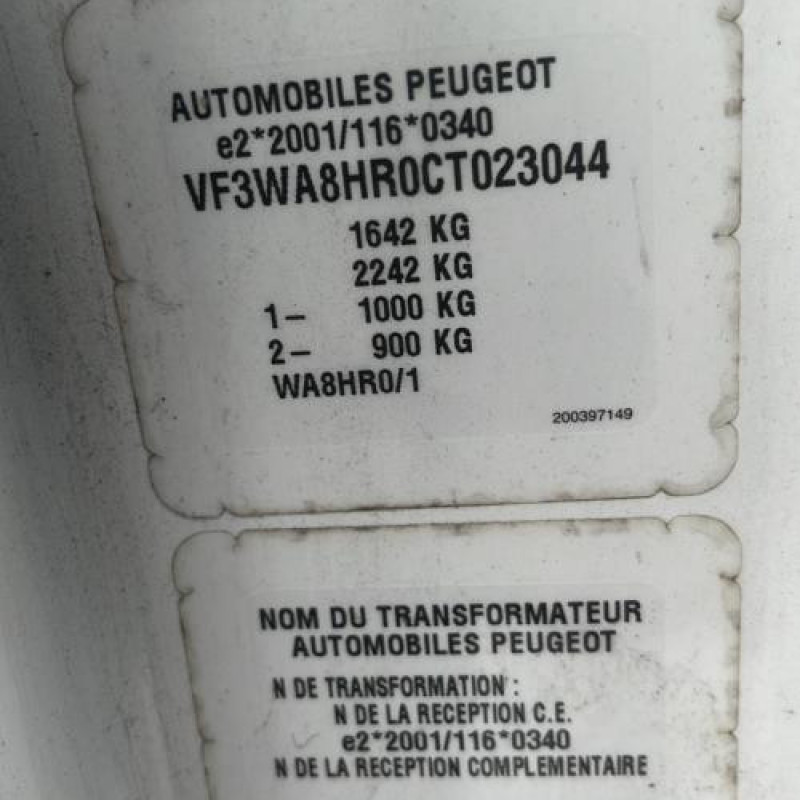 AUTOMOBILES PEUGEOT
e2*2001/116*0340
VF3WA8HR0CT023044
1642 KG
2242 KG
1- 1000 KG
2- 900 KG
WA8HR0/1
200397149
NOM DU TRANSFORMATEUR
AUTOMOBILES PEUGEOT
N DE TRANSFORMATION :
N DE LA RECEPTION C.E.
e2*2001/116*0340
N DE LA RECEPTION COMPLEMENTAIRE